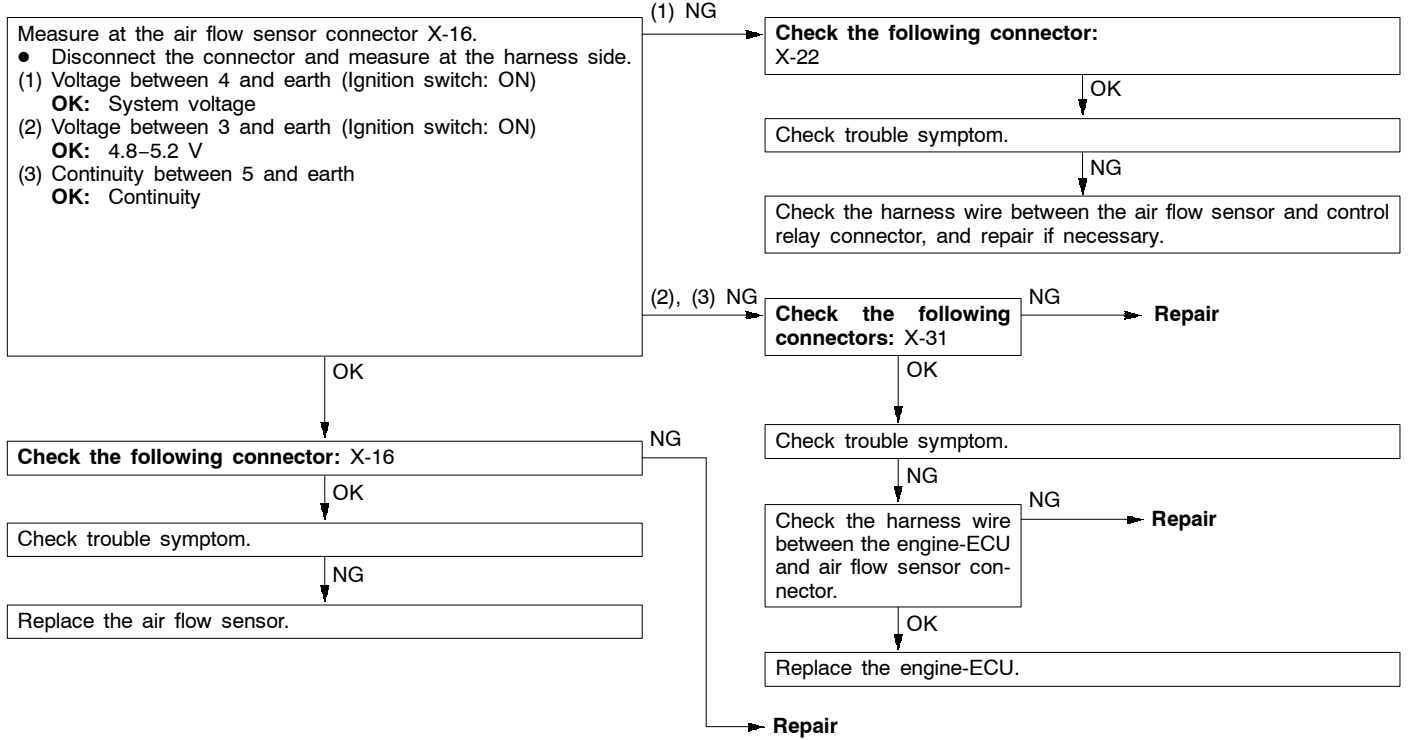 Measure at the air flow sensor connector X-16.
● Disconnect the connector and measure at the harness side.
(1) Voltage between 4 and earth (Ignition switch: ON)
OK: System voltage
(2) Voltage between 3 and earth (Ignition switch: ON)
OK: 4.8–5.2 V
(3) Continuity between 5 and earth
OK: Continuity
(1) NG
Check the following connector:
X-22
OK
Check trouble symptom.
NG
Check the harness wire between the air flow sensor and control
relay connector, and repair if necessary.
(2), (3) NG
Check the following
connectors: X-31
NG
Repair
OK
Check trouble symptom.
NG
Check the harness wire
between the engine-ECU
and air flow sensor con-
nector.
NG
Repair
OK
Replace the engine-ECU.
OK
Check the following connector: X-16
NG
Repair
OK
Check trouble symptom.
NG
Replace the air flow sensor.